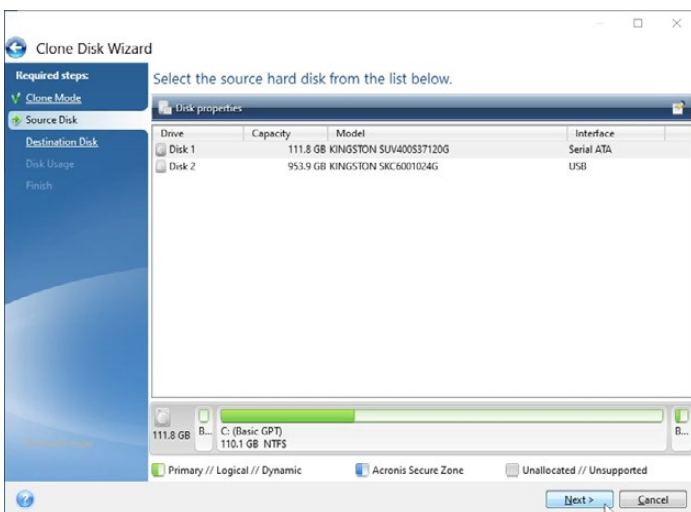 Clone Disk Wizard
Required steps:
Clone Mode
Source Disk
Destination Disk
Disk Usage
Finish
Select the source hard disk from the list below.
Disk properties
Drive Capacity Model Interface
Disk 1 111.8 GB KINGSTON SUV400S37120G Serial ATA
Disk 2 953.9 GB KINGSTON SKC6001024G USB
111.8 GB B... C: (Basic GPT) B...
110.1 GB NTFS
Primary // Logical // Dynamic Acronis Secure Zone Unallocated // Unsupported
Next > Cancel